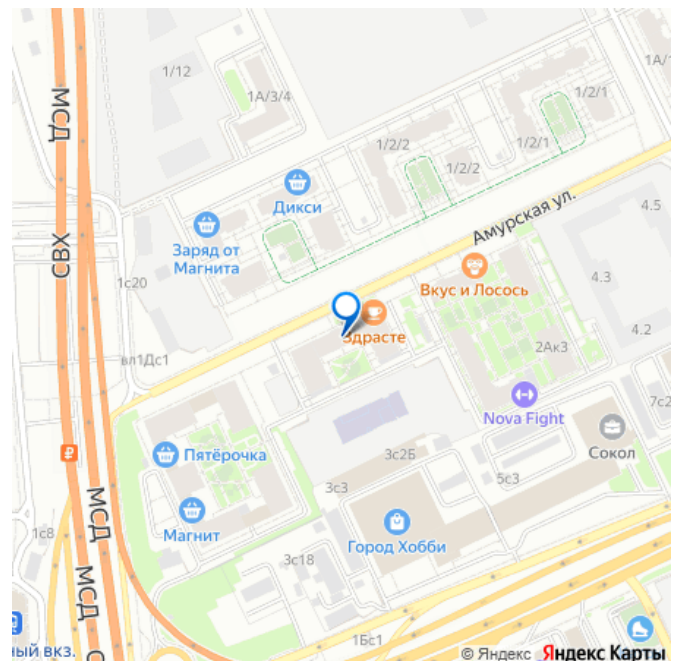 МСД
1/12
1А/3/4
1А/1
1/2/1
1/2/2
1/2/1
1/2/2
Дикси
Амурская ул.
4.5
СВХ
Заряд от
Магнита
1с20
Вкус и Лосось
4.3
Здрасте
4.2
вл1Дс1
2Ак3
Nova Fight
7с2
₽
Пятёрочка
3с2Б
Сокол
5с3
3с3
МСД
Магнит
1с8
Город Хобби
3с18
МСД
1Бс1
ный вкз.
© Яндекс Яндекс Карты